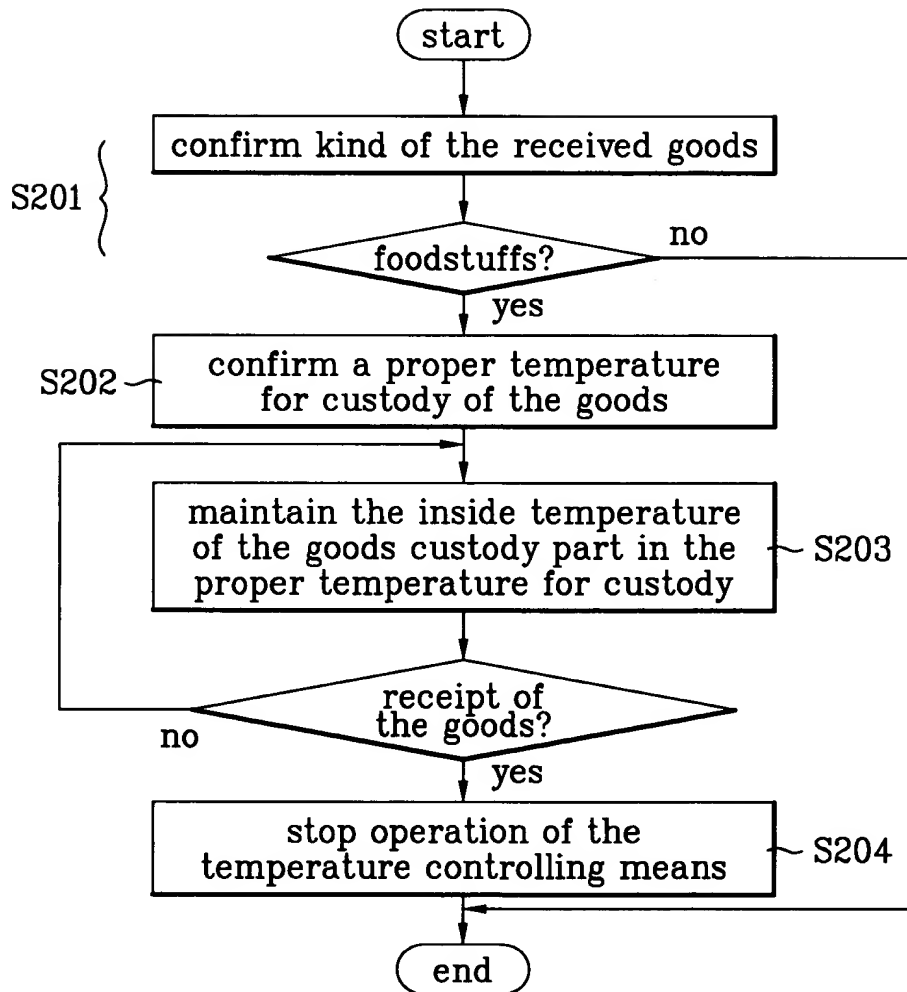 start
confirm kind of the received goods
S201
foodstuffs?
no
yes
S202
confirm a proper temperature
for custody of the goods
maintain the inside temperature
of the goods custody part in the
proper temperature for custody
S203
receipt of
the goods?
no
yes
stop operation of the
temperature controlling means
S204
end